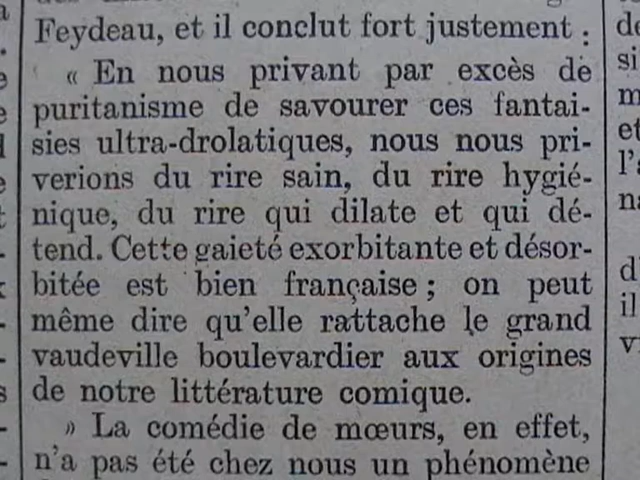 Feydeau, et il conclut fort justement :
« En nous privant par excès de
puritanisme de savourer ces fantai-
sies ultra-drolatiques, nous nous pri-
verions du rire sain, du rire hygié-
nique, du rire qui dilate et qui dé-
tend. Cette gaieté exorbitante et désor-
bitée est bien française ; on peut
même dire qu'elle rattache le grand
vaudeville boulevardier aux origines
de notre littérature comique.
» La comédie de mœurs, en effet,
n'a pas été chez nous un phénomène